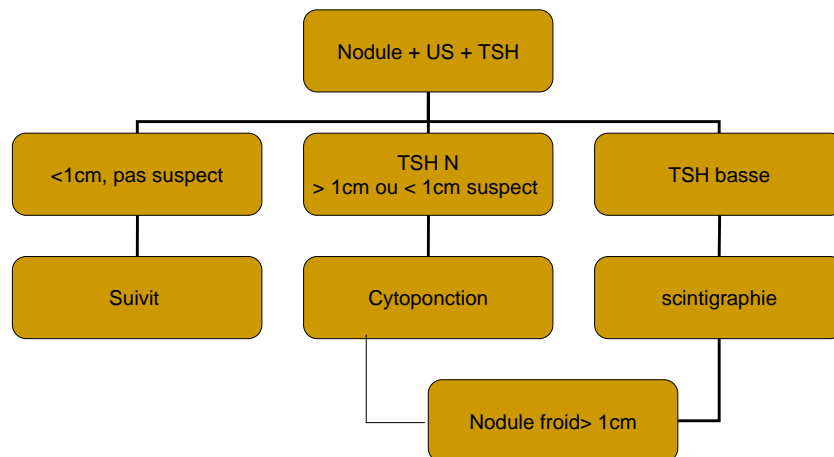 Nodule + US + TSH
<1cm, pas suspect
TSH N
> 1cm ou < 1cm suspect
TSH basse
Suivit
Cytoponction
scintigraphie
Nodule froid> 1cm